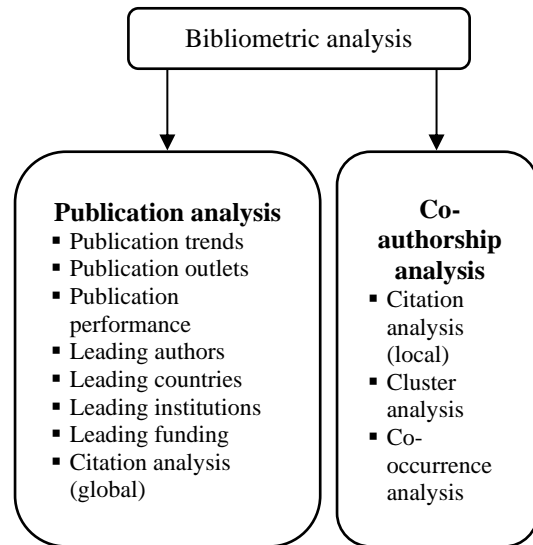 Bibliometric analysis
Publication analysis
▪ Publication trends
▪ Publication outlets
▪ Publication
performance
▪ Leading authors
▪ Leading countries
▪ Leading institutions
▪ Leading funding
▪ Citation analysis
(global)
Co-
authorship
analysis
▪ Citation
analysis
(local)
▪ Cluster
analysis
▪ Co-
occurrence
analysis